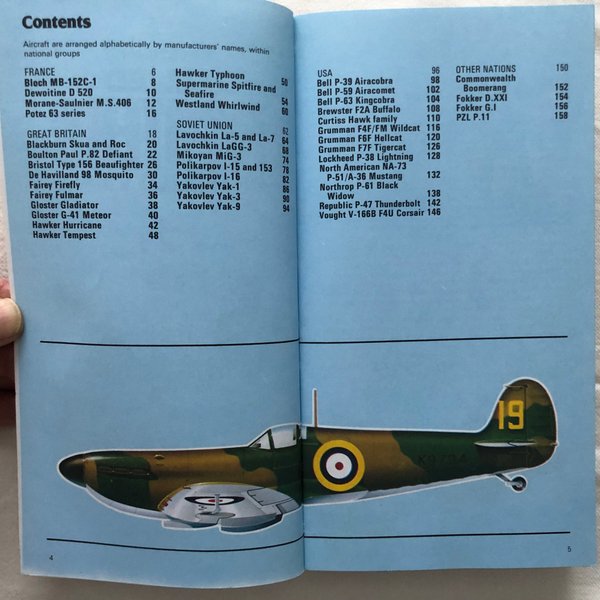 Contents
Aircraft are arranged alphabetically by manufacturers' names, within
national groups
FRANCE 6
Bloch MB-152C-1 8
Dewoitine D 520 10
Morane-Saulnier M.S.406 12
Potez 63 series 16
GREAT BRITAIN 18
Blackburn Skua and Roc 20
Boulton Paul P.82 Defiant 22
Bristol Type 156 Beaufighter 26
De Havilland 98 Mosquito 30
Fairey Firefly 34
Fairey Fulmar 36
Gloster Gladiator 38
Gloster G-41 Meteor 40
Hawker Hurricane 42
Hawker Tempest 48
Hawker Typhoon 50
Supermarine Spitfire and
Seafire 54
Westland Whirlwind 60
SOVIET UNION 62
Lavochkin La-5 and La-7 64
Lavochkin LaGG-3
Mikoyan MiG-3 74
Polikarpov I-15 and 153 78
Polikarpov I-16 82
Yakovlev Yak-1 86
Yakovlev Yak-3 90
Yakovlev Yak-9 94
USA 96
Bell P-39 Airacobra 98
Bell P-59 Airacomet 102
Bell P-63 Kingcobra 104
Brewster F2A Buffalo 108
Curtiss Hawk family 110
Grumman F4F/FM Wildcat 116
Grumman F6F Hellcat 120
Grumman F7F Tigercat 126
Lockheed P-38 Lightning 128
North American NA-73
P-51/A-36 Mustang 132
Northrop P-61 Black
Widow 138
Republic P-47 Thunderbolt 142
Vought V-166B F4U Corsair 146
OTHER NATIONS 150
Commonwealth
Boomerang 152
Fokker D.XXI 154
Fokker G.I 156
PZL P.11 158
19
4
5